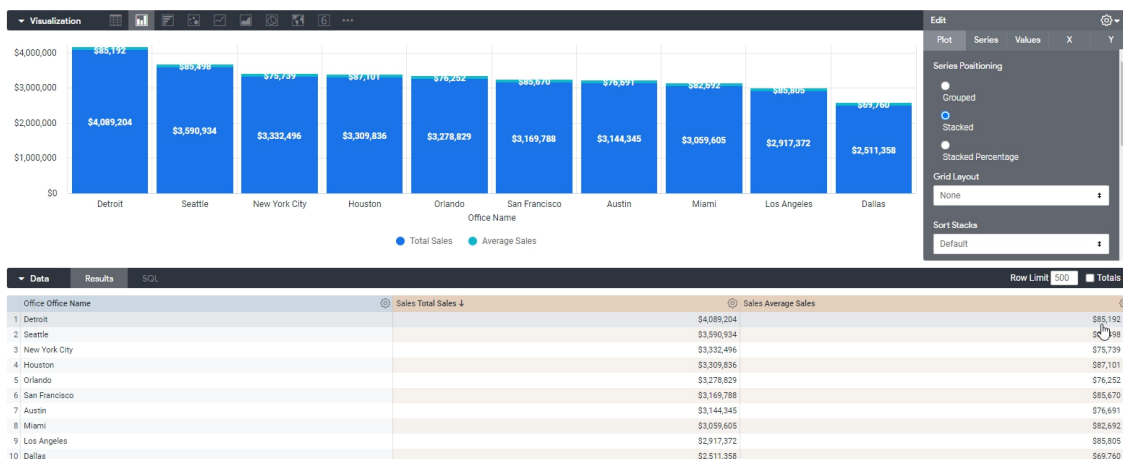 Visualization
6
Edit
Plot Series Values X Y
Series Positioning
Grouped
Stacked
Stacked Percentage
Grid Layout
None
Sort Stacks
Default
$4,000,000
$3,000,000
$2,000,000
$1,000,000
$0
$85,192 $85,498 $75,739 $87,101 $76,252 $85,670 $76,691 $82,692 $85,805 $69,760
$4,089,204 $3,590,934 $3,332,496 $3,309,836 $3,278,829 $3,169,788 $3,144,345 $3,059,605 $2,917,372 $2,511,358
Detroit Seattle New York City Houston Orlando San Francisco Austin Miami Los Angeles Dallas
Office Name
Total Sales Average Sales
Data Results SQL Row Limit 500 Totals
Office Office Name Sales Total Sales ↓ Sales Average Sales
1 Detroit $4,089,204 $85,192
2 Seattle $3,590,934
3 New York City $3,332,496 $75,739
4 Houston $3,309,836 $87,101
5 Orlando $3,278,829 $76,252
6 San Francisco $3,169,788 $85,670
7 Austin $3,144,345 $76,691
8 Miami $3,059,605 $82,692
9 Los Angeles $2,917,372 $85,805
10 Dallas $2,511,358 $69,760